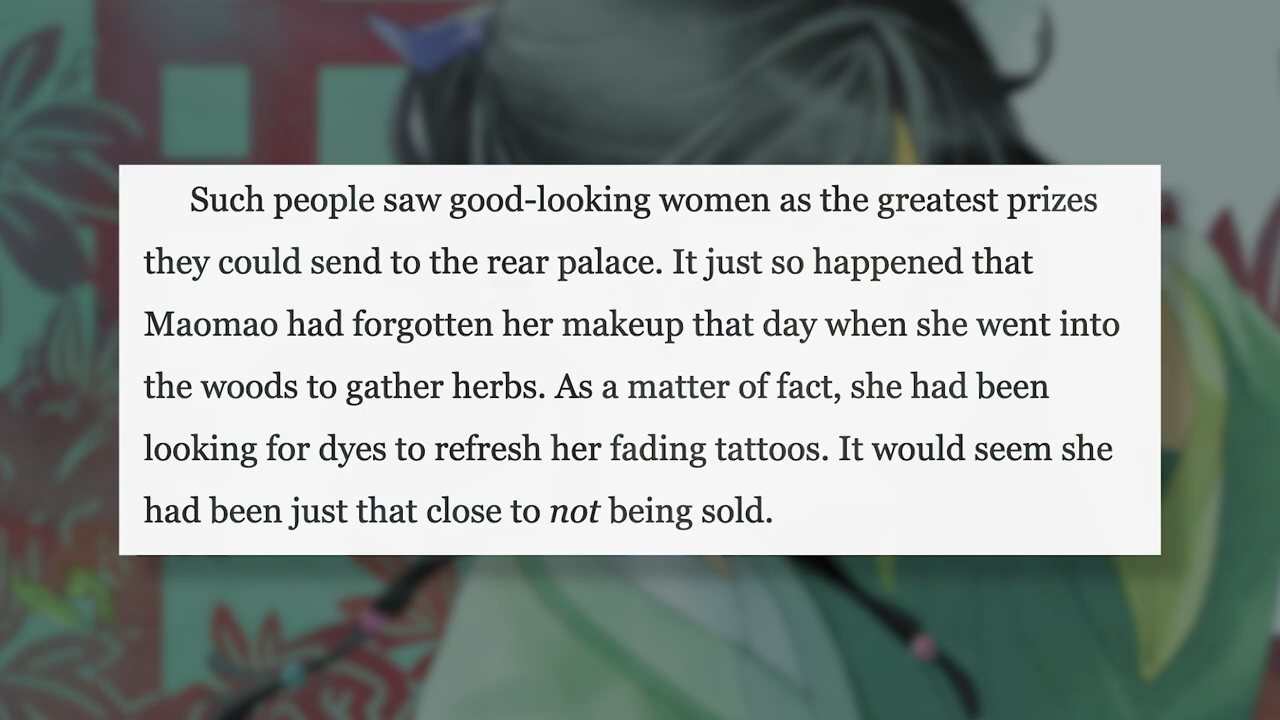 Such people saw good-looking women as the greatest prizes
they could send to the rear palace. It just so happened that
Maomao had forgotten her makeup that day when she went into
the woods to gather herbs. As a matter of fact, she had been
looking for dyes to refresh her fading tattoos. It would seem she
had been just that close to not being sold.